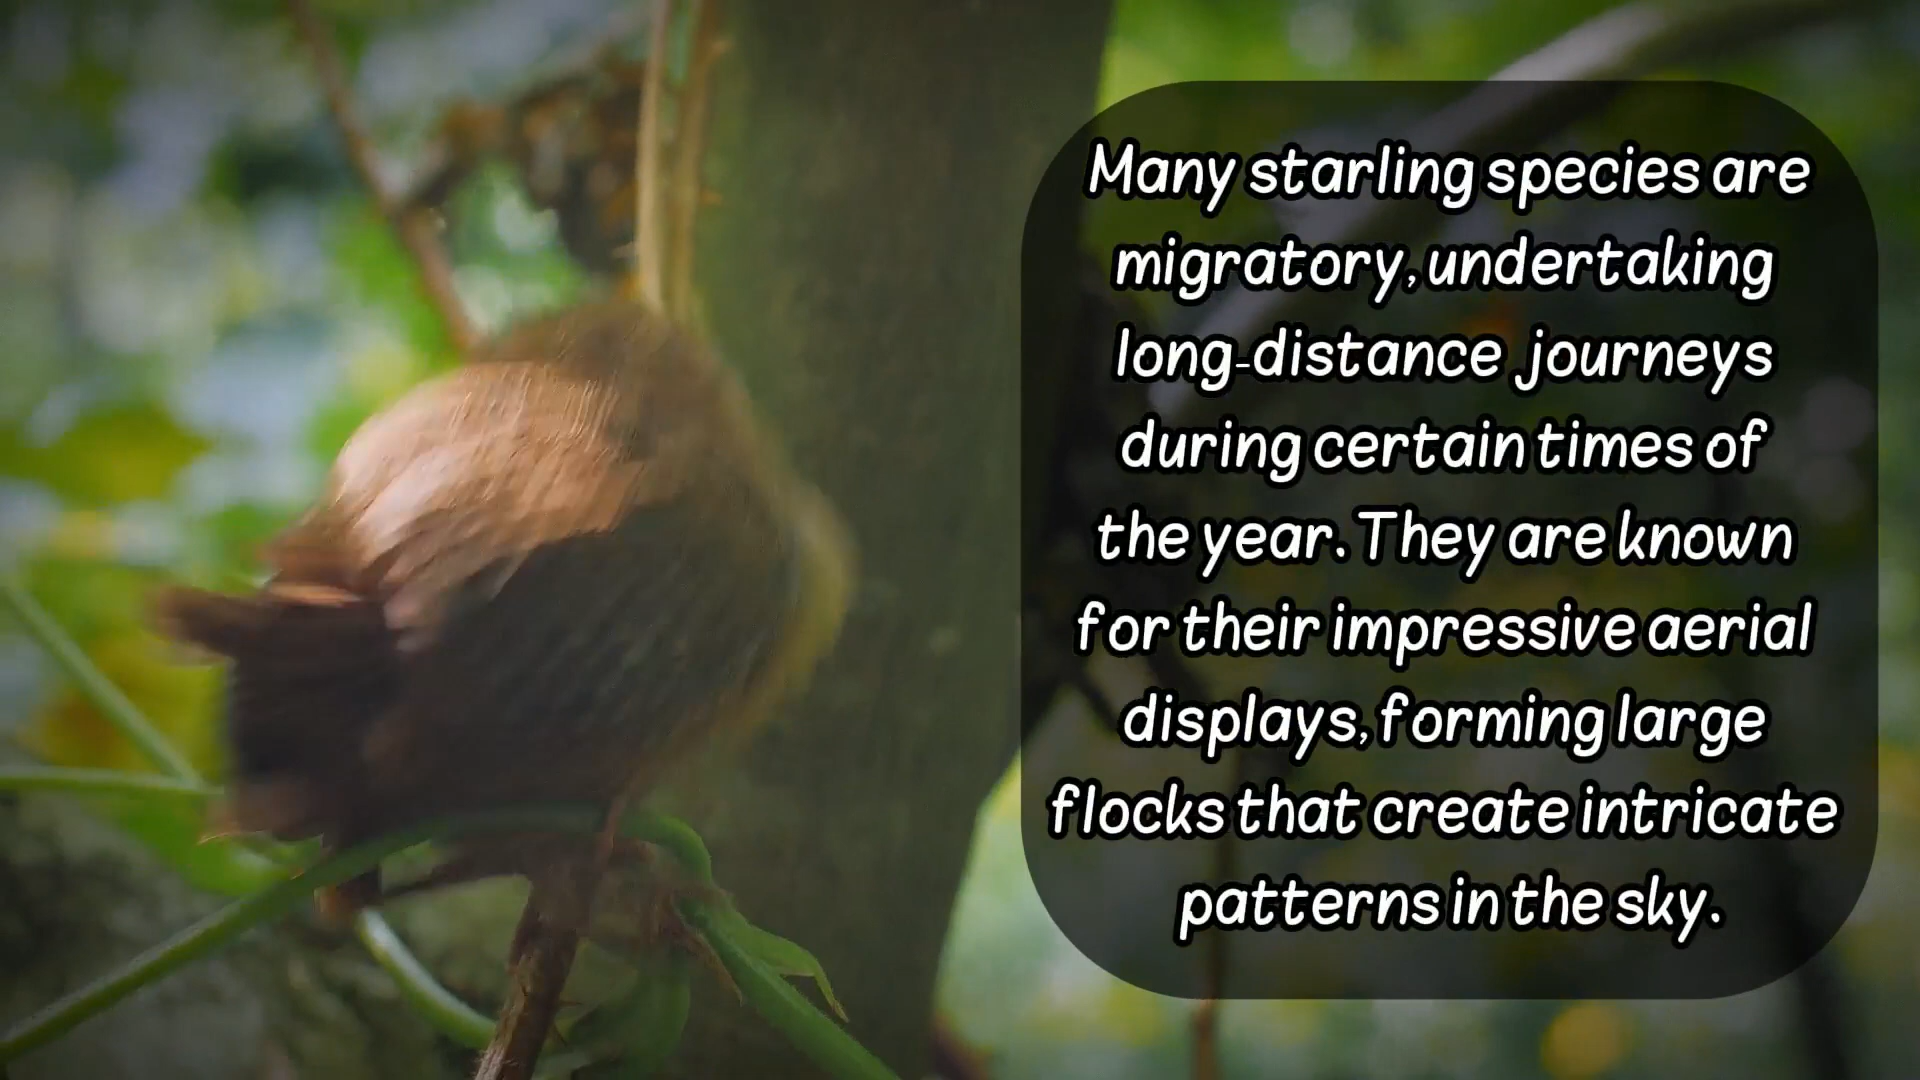 Many starling species are
migratory, undertaking
long-distance journeys
during certain times of
the year. They are known
for their impressive aerial
displays, forming large
flocks that create intricate
patterns in the sky.